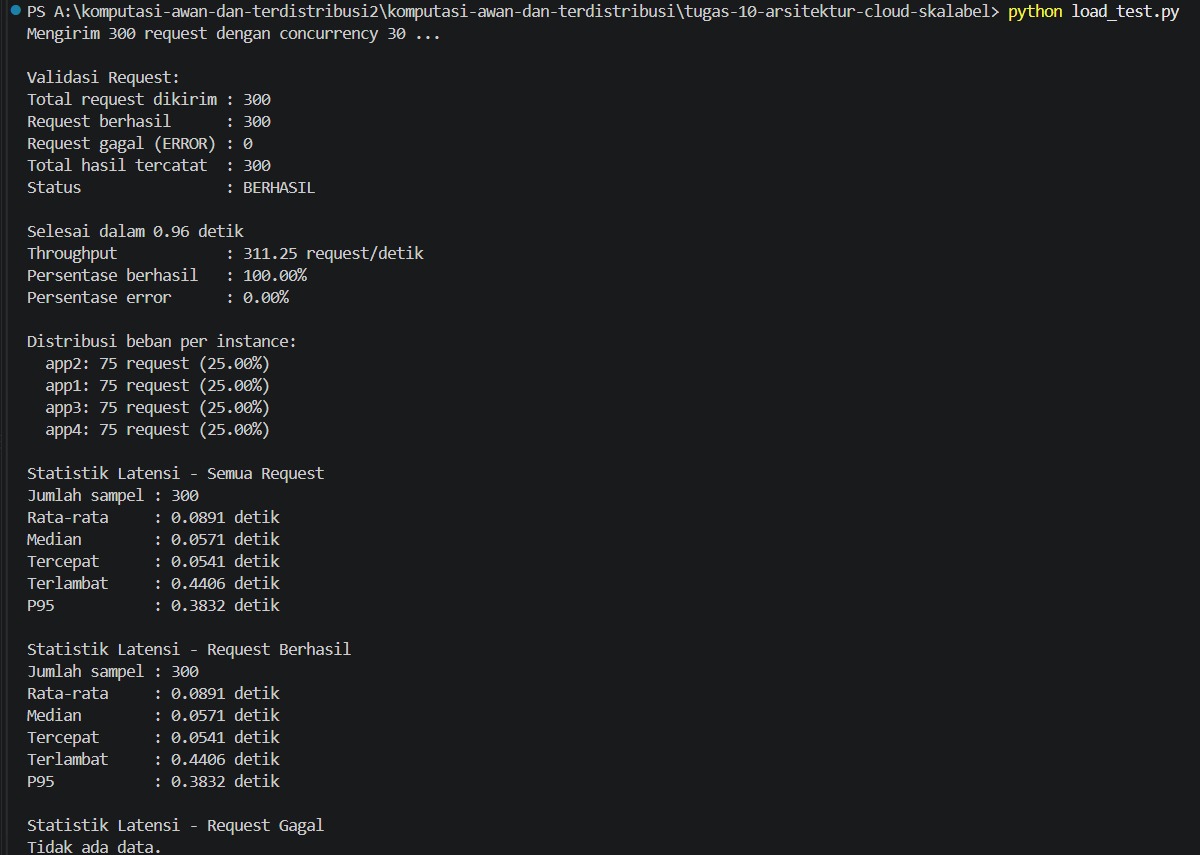 PS A:\komputasi-awan-dan-terdistribusi2\komputasi-awan-dan-terdistribusi\tugas-10-arsitektur-cloud-skalabel> python load_test.py
Mengirim 300 request dengan concurrency 30 ...
Validasi Request:
Total request dikirim : 300
Request berhasil      : 300
Request gagal (ERROR) : 0
Total hasil tercatat  : 300
Status                : BERHASIL
Selesai dalam 0.96 detik
Throughput            : 311.25 request/detik
Persentase berhasil   : 100.00%
Persentase error      : 0.00%
Distribusi beban per instance:
  app2: 75 request (25.00%)
  app1: 75 request (25.00%)
  app3: 75 request (25.00%)
  app4: 75 request (25.00%)
Statistik Latensi - Semua Request
Jumlah sampel : 300
Rata-rata     : 0.0891 detik
Median        : 0.0571 detik
Tercepat      : 0.0541 detik
Terlambat     : 0.4406 detik
P95           : 0.3832 detik
Statistik Latensi - Request Berhasil
Jumlah sampel : 300
Rata-rata     : 0.0891 detik
Median        : 0.0571 detik
Tercepat      : 0.0541 detik
Terlambat     : 0.4406 detik
P95           : 0.3832 detik
Statistik Latensi - Request Gagal
Tidak ada data.